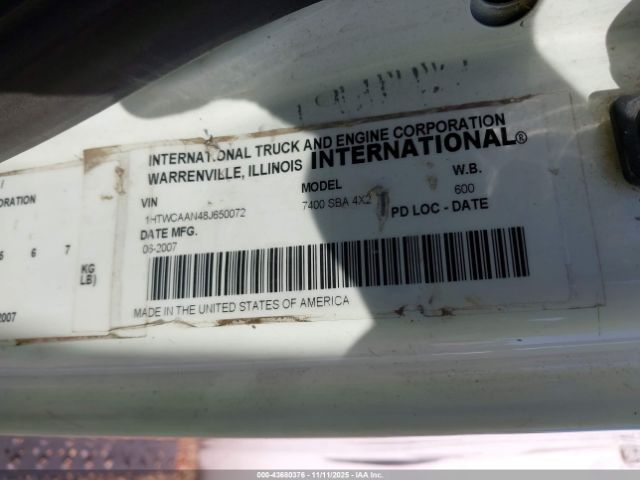 INTERNATIONAL TRUCK AND ENGINE CORPORATION
WARRENVILLE, ILLINOIS INTERNATIONAL®
VIN MODEL W.B.
1HTWCAAN48J650072 7400 SBA 4X2 600
DATE MFG. PD LOC - DATE
06-2007
MADE IN THE UNITED STATES OF AMERICA
/
ORATION
5 6 7
KG
LB)
2007
000-43680376 - 11/11/2025 - IAA Inc.